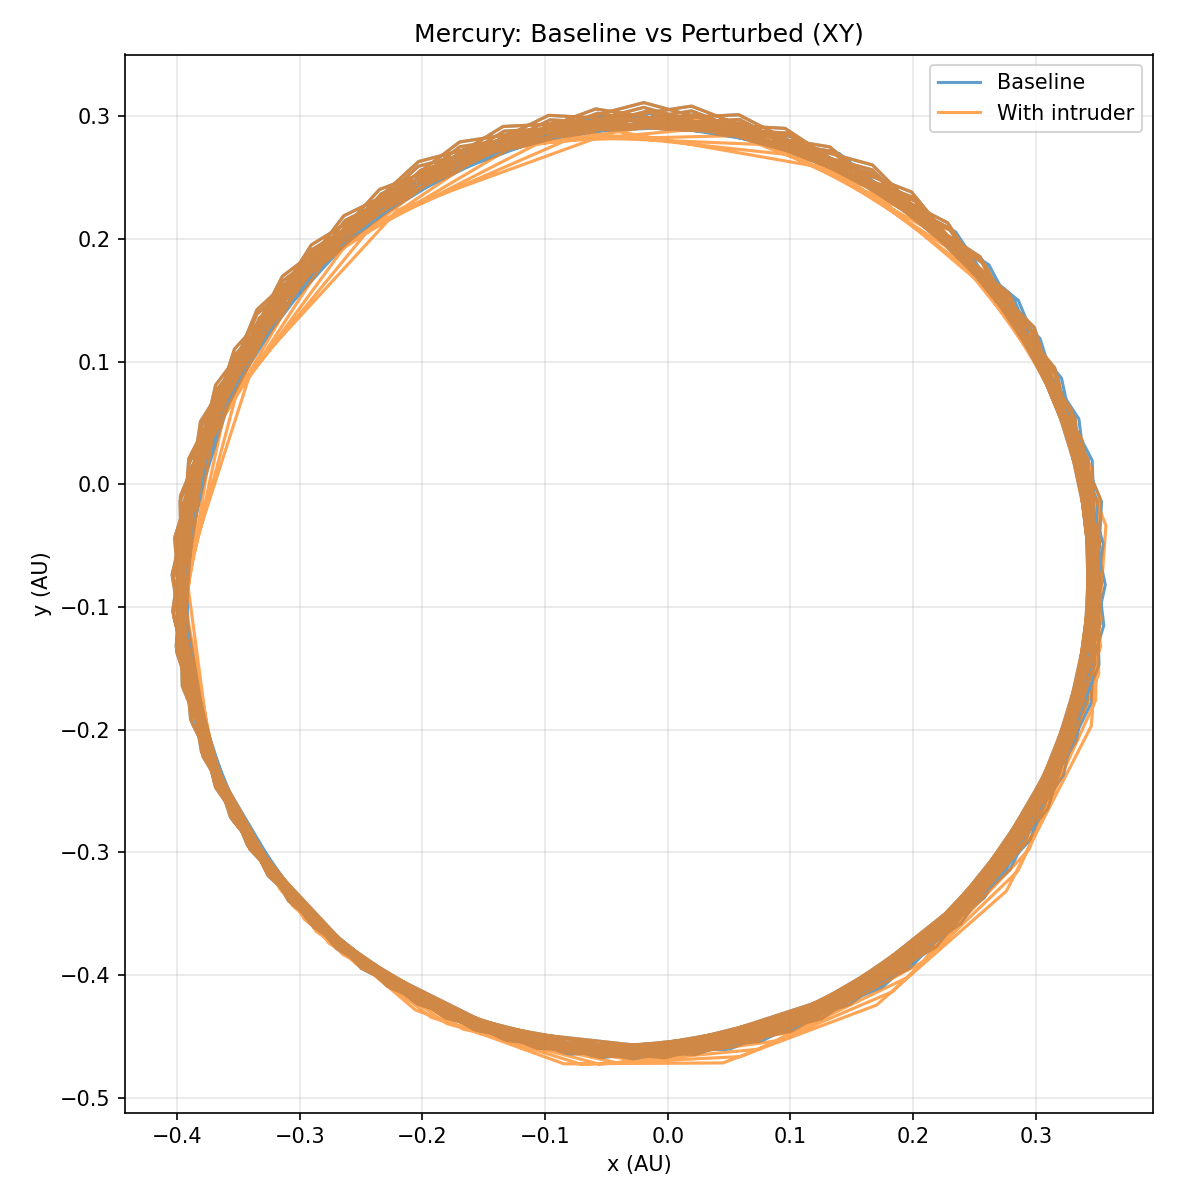 Mercury: Baseline vs Perturbed (XY)
Baseline
With intruder
0.3
0.2
0.1
0.0
−0.1
−0.2
−0.3
−0.4
−0.5
y (AU)
−0.4 −0.3 −0.2 −0.1 0.0 0.1 0.2 0.3
x (AU)